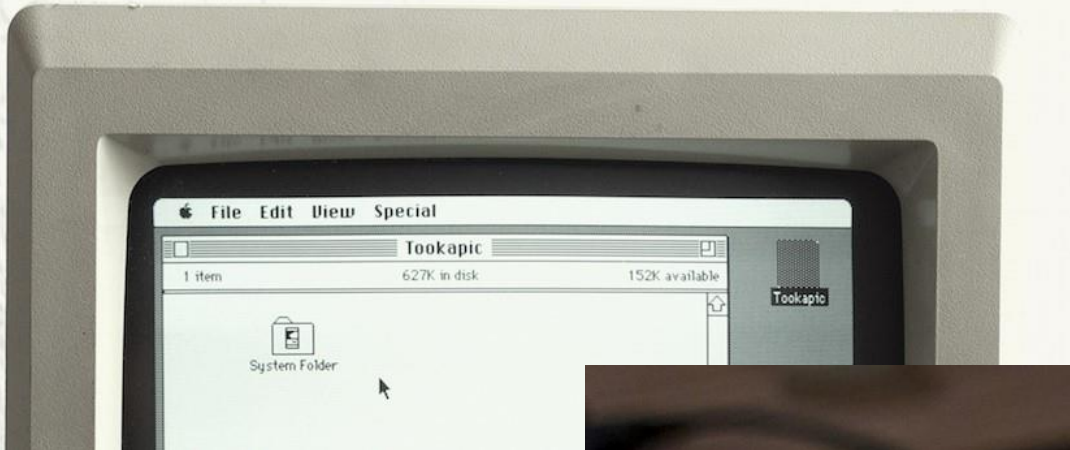 File Edit View Special
Tookapic
1 item 627K in disk 152K available
Tookapic
System Folder